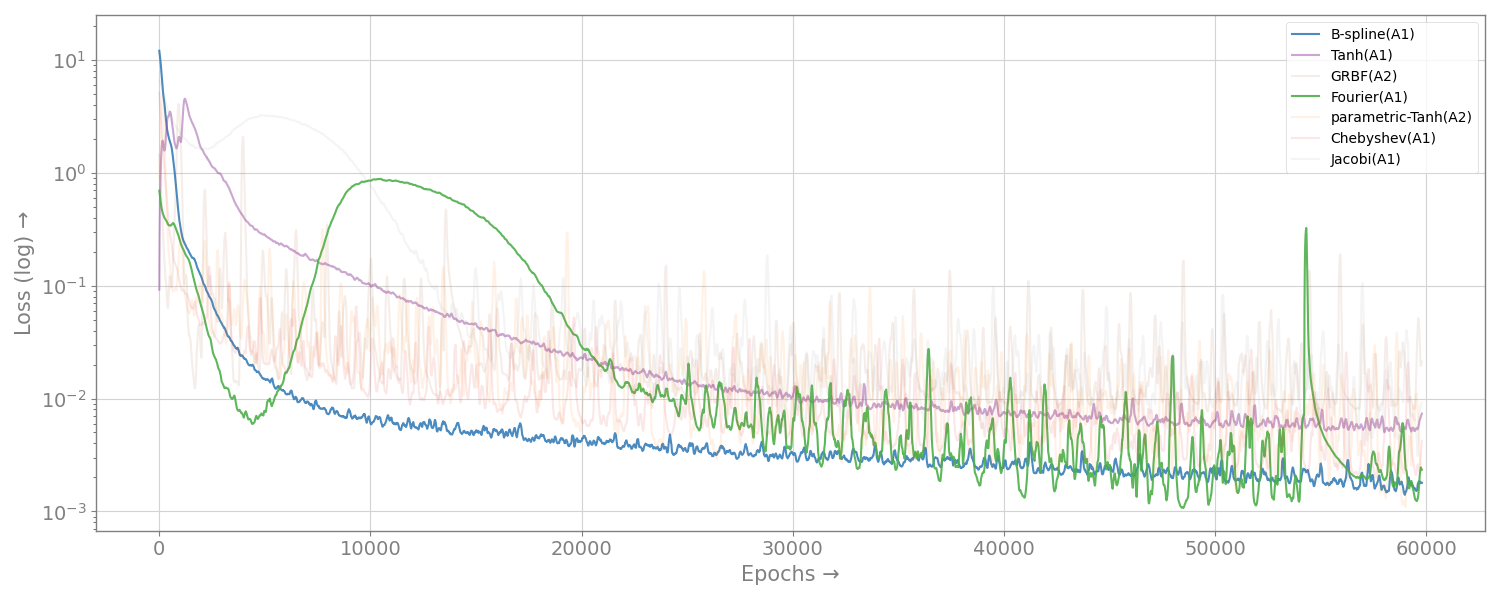 B-spline(A1)
Tanh(A1)
GRBF(A2)
Fourier(A1)
parametric-Tanh(A2)
Chebyshev(A1)
Jacobi(A1)
Loss (log) →
10¹
10⁰
10⁻¹
10⁻²
10⁻³
0 10000 20000 30000 40000 50000 60000
Epochs →